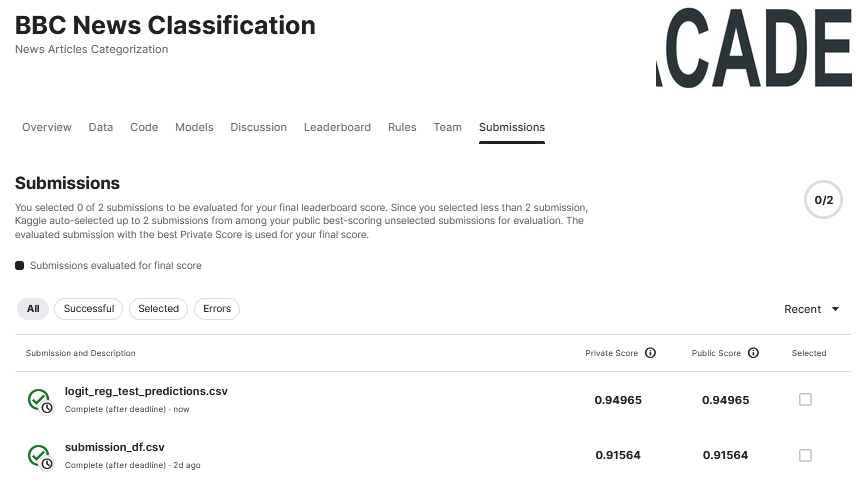 BBC News Classification
News Articles Categorization
CADE
Overview Data Code Models Discussion Leaderboard Rules Team Submissions
Submissions
You selected 0 of 2 submissions to be evaluated for your final leaderboard score. Since you selected less than 2 submission,
Kaggle auto-selected up to 2 submissions from among your public best-scoring unselected submissions for evaluation. The
evaluated submission with the best Private Score is used for your final score.
0/2
Submissions evaluated for final score
All Successful Selected Errors Recent
Submission and Description Private Score Public Score Selected
logit_reg_test_predictions.csv
Complete (after deadline) · now
0.94965 0.94965
submission_df.csv
Complete (after deadline) · 2d ago
0.91564 0.91564